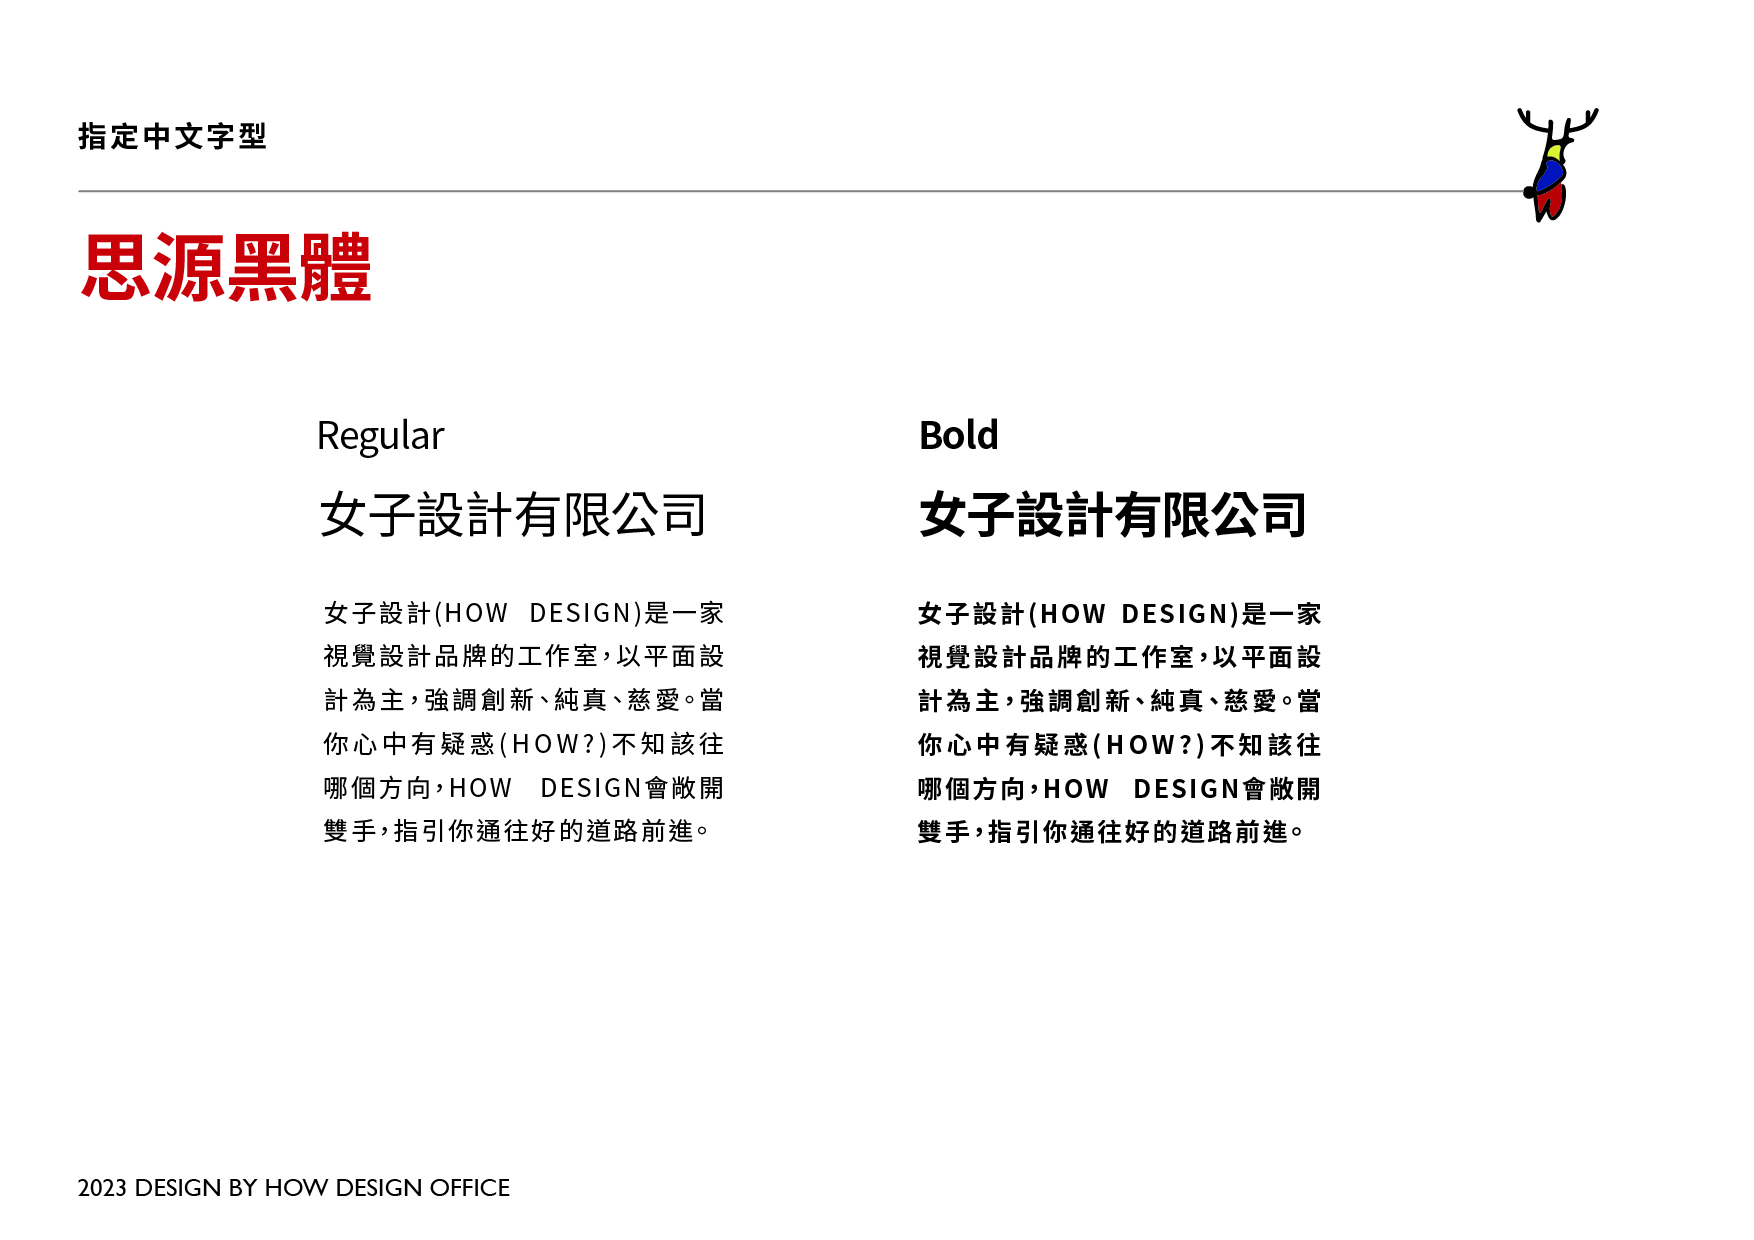 指定中文字型
思源黑體
Regular
女子設計有限公司
女子設計(HOW DESIGN)是一家
視覺設計品牌的工作室，以平面設
計為主，強調創新、純真、慈愛。當
你心中有疑惑(HOW?)不知該往
哪個方向，HOW DESIGN會敞開
雙手，指引你通往好的道路前進。
Bold
女子設計有限公司
女子設計(HOW DESIGN)是一家
視覺設計品牌的工作室，以平面設
計為主，強調創新、純真、慈愛。當
你心中有疑惑(HOW?)不知該往
哪個方向，HOW DESIGN會敞開
雙手，指引你通往好的道路前進。
2023 DESIGN BY HOW DESIGN OFFICE